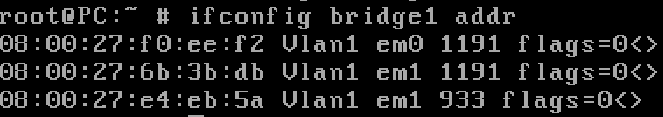 root@PC:~ # ifconfig bridge1 addr
08:00:27:f0:ee:f2 Vlan1 em0 1191 flags=0<>
08:00:27:6b:3b:db Vlan1 em1 1191 flags=0<>
08:00:27:e4:eb:5a Vlan1 em1 933 flags=0<>